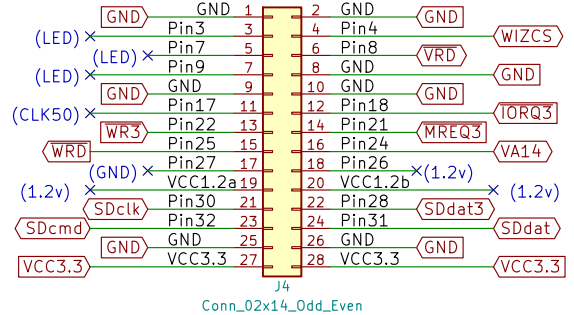 GND GND 1 2 GND GND
(LED) Pin3 3 4 Pin4 WIZCS
(LED) Pin7 5 6 Pin8 VRD
(LED) Pin9 7 8 GND GND
GND GND 9 10 GND GND
(CLK50) Pin17 11 12 Pin18 IORQ3
WR3 Pin22 13 14 Pin21 MREQ3
WRD Pin25 15 16 Pin24 VA14
(GND) Pin27 17 18 Pin26 (1.2v)
(1.2v) VCC1.2a 19 20 VCC1.2b (1.2v)
SDclk Pin30 21 22 Pin28 SDdat3
SDcmd Pin32 23 24 Pin31 SDdat
GND GND 25 26 GND GND
VCC3.3 VCC3.3 27 28 VCC3.3 VCC3.3
J4
Conn_02x14_Odd_Even